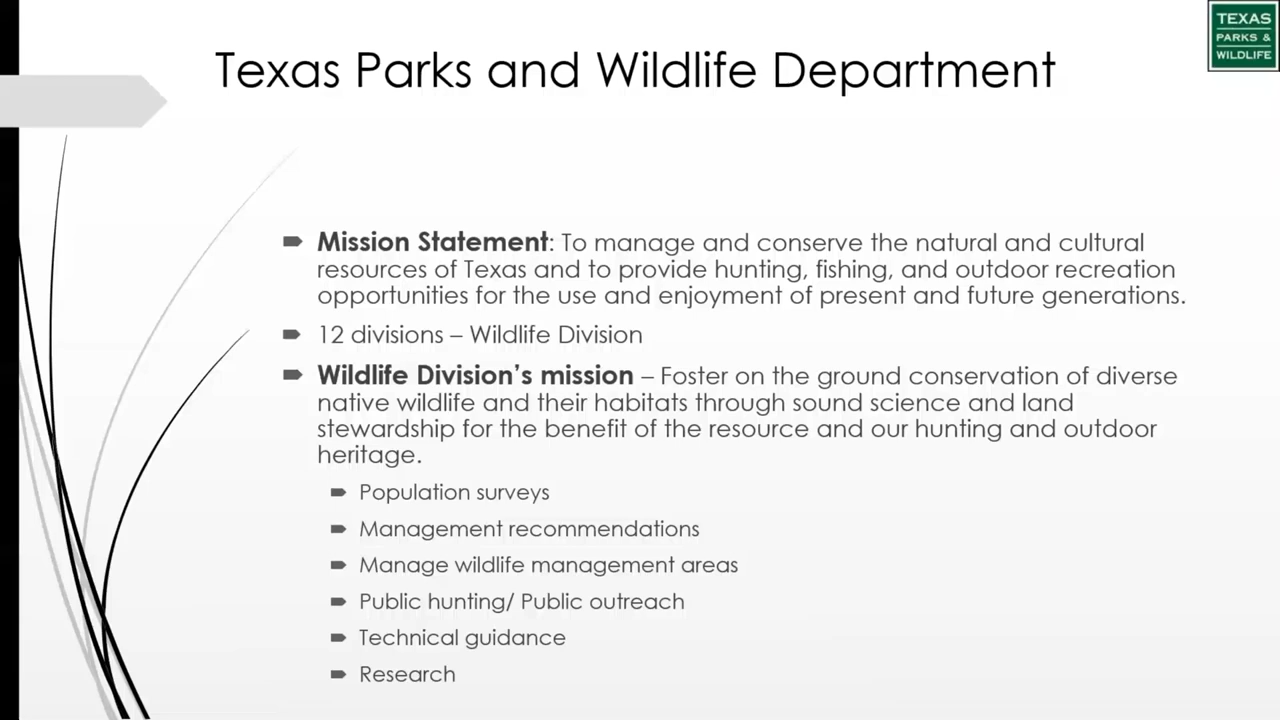 TEXAS
PARKS &
WILDLIFE
Texas Parks and Wildlife Department
Mission Statement: To manage and conserve the natural and cultural
resources of Texas and to provide hunting, fishing, and outdoor recreation
opportunities for the use and enjoyment of present and future generations.
12 divisions – Wildlife Division
Wildlife Division’s mission – Foster on the ground conservation of diverse
native wildlife and their habitats through sound science and land
stewardship for the benefit of the resource and our hunting and outdoor
heritage.
Population surveys
Management recommendations
Manage wildlife management areas
Public hunting/ Public outreach
Technical guidance
Research